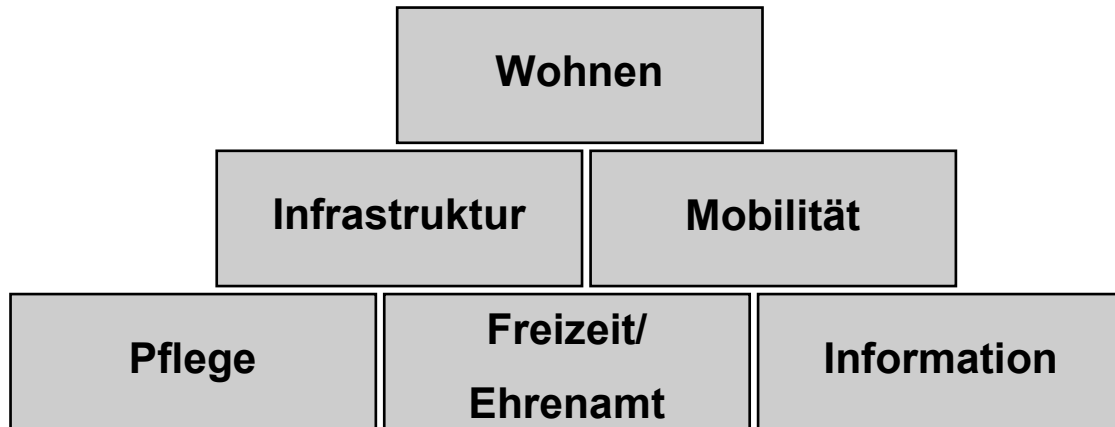 Wohnen
Infrastruktur
Mobilität
Pflege
Freizeit/
Ehrenamt
Information